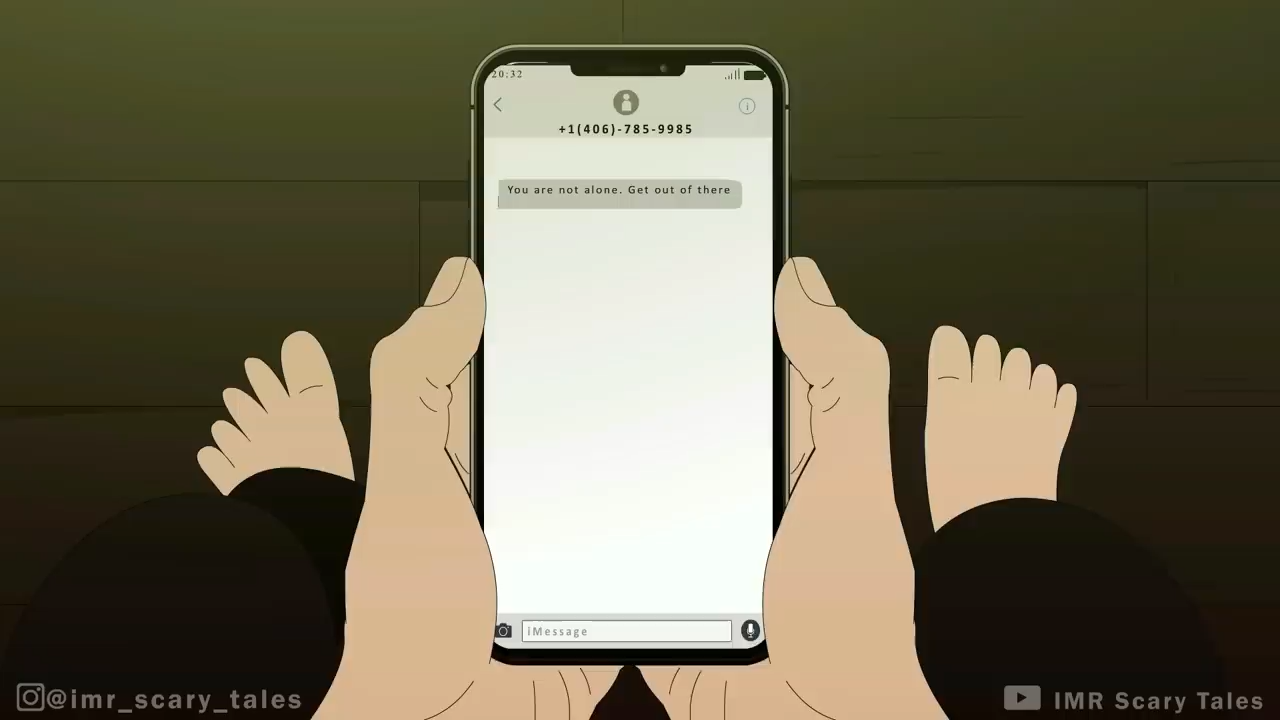 20:32
+1(406)-785-9985
You are not alone. Get out of there
iMessage
@imr_scary_tales
IMR Scary Tales